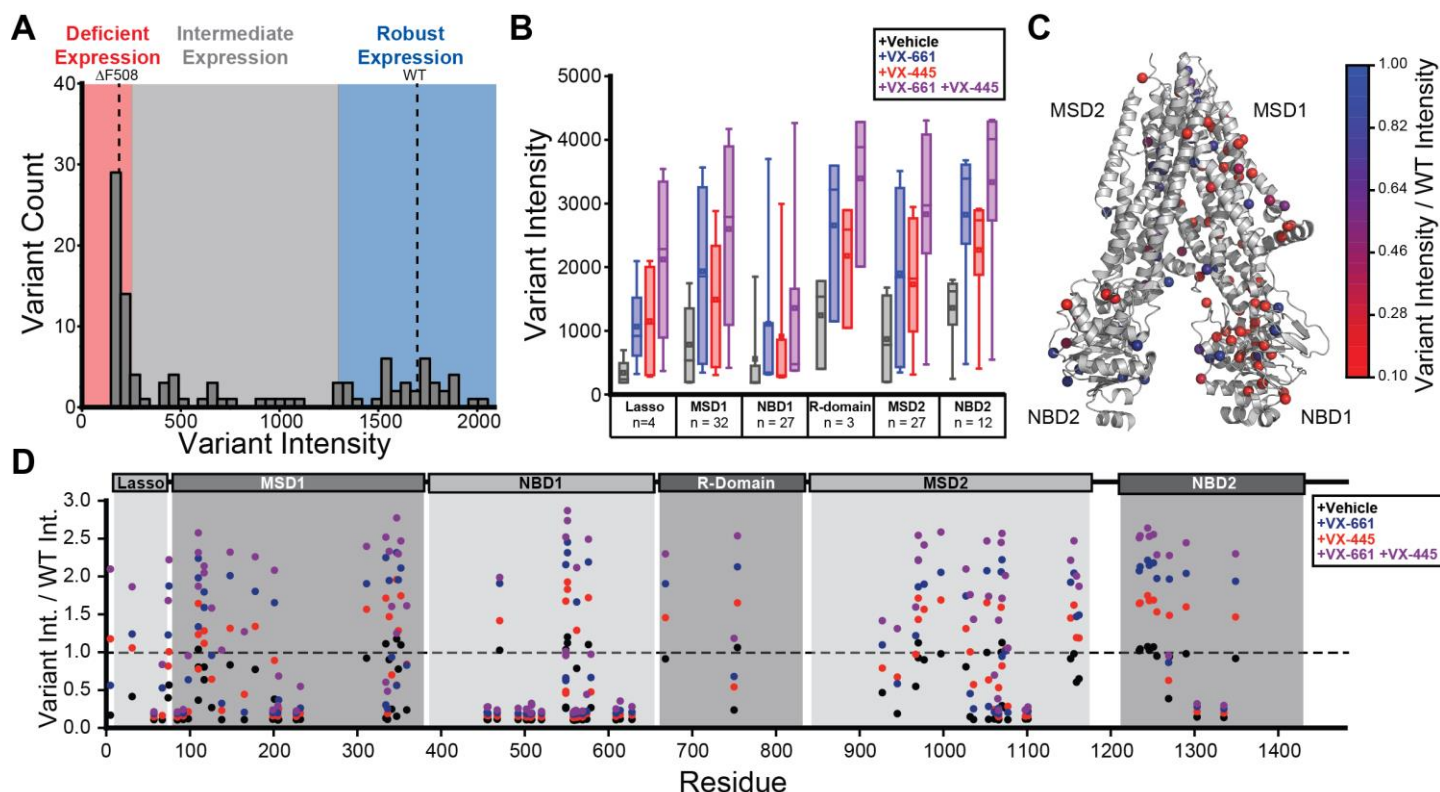 A
Deficient Expression
Intermediate Expression
Robust Expression
ΔF508
WT
40
30
20
10
0
0
500
1000
1500
2000
Variant Count
Variant Intensity
B
+Vehicle
+VX-661
+VX-445
+VX-661 +VX-445
5000
4000
3000
2000
1000
0
Variant Intensity
Lasso
n=4
MSD1
n = 32
NBD1
n = 27
R-domain
n = 3
MSD2
n = 27
NBD2
n = 12
C
MSD2
MSD1
NBD2
NBD1
1.00
0.82
0.64
0.46
0.28
0.10
Variant Intensity / WT Intensity
D
Lasso
MSD1
NBD1
R-Domain
MSD2
NBD2
+Vehicle
+VX-661
+VX-445
+VX-661 +VX-445
3.0
2.5
2.0
1.5
1.0
0.5
0.0
Variant Int. / WT Int.
0
100
200
300
400
500
600
700
800
900
1000
1100
1200
1300
1400
Residue